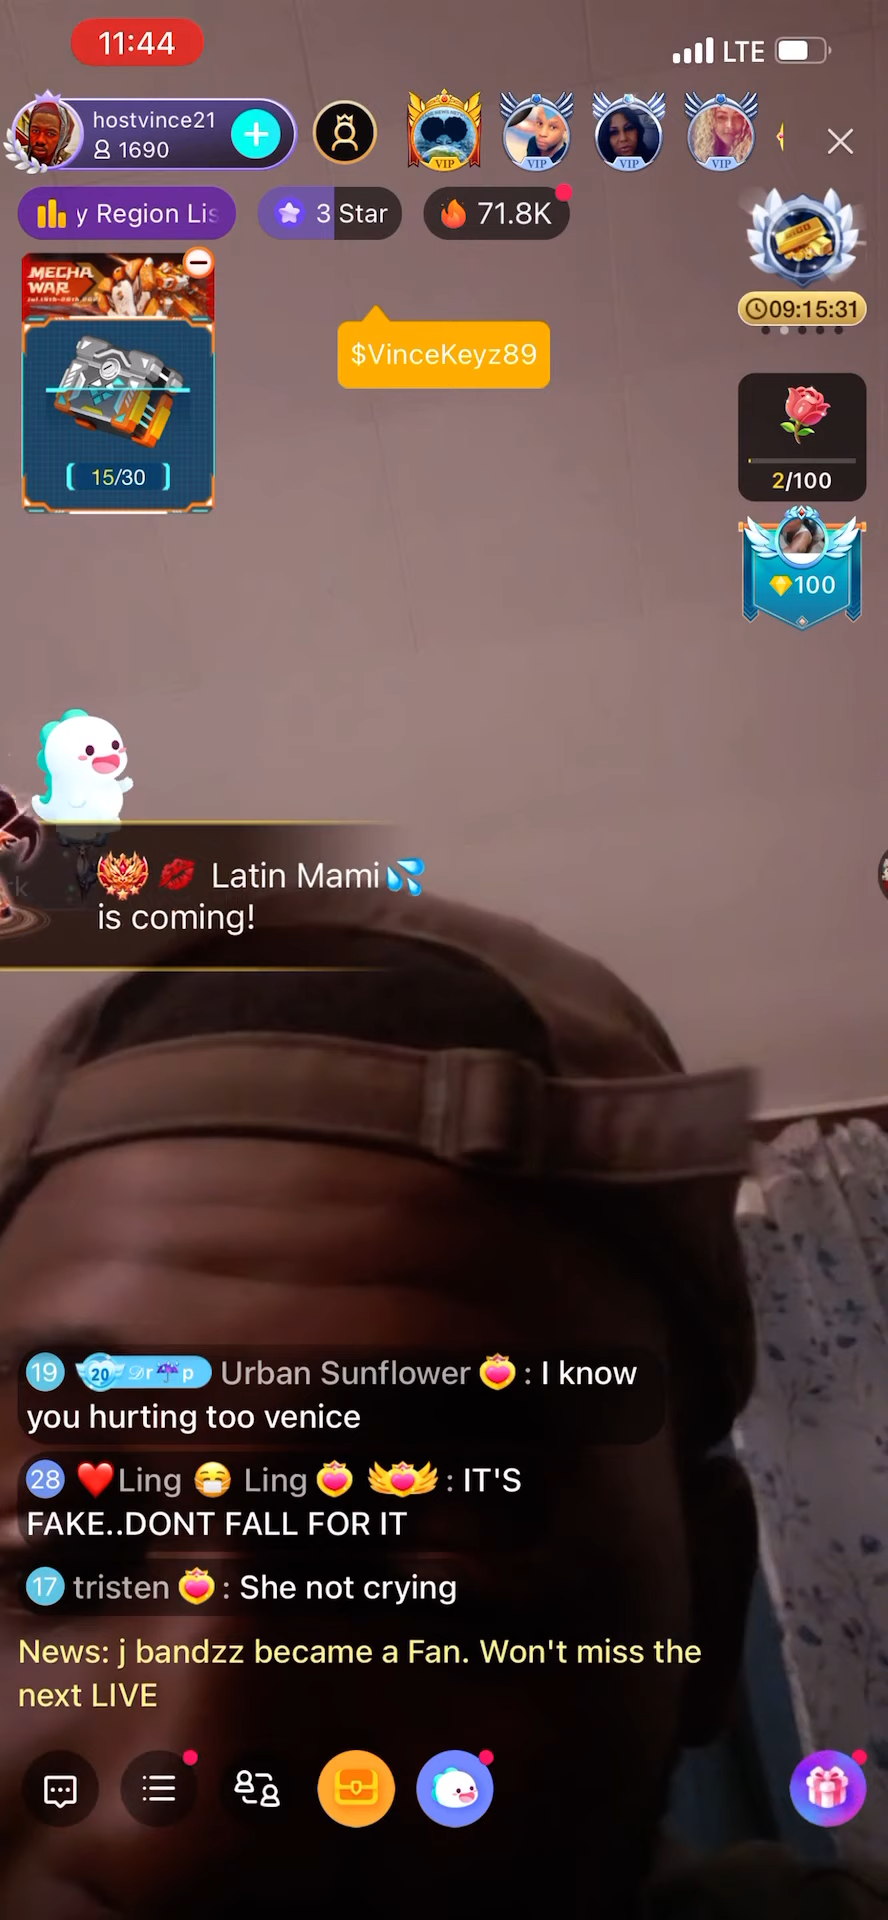 11:44
LTE
hostvince21
1690
VIP
VIP
VIP
VIP
y Region Lis
3 Star
71.8K
MECHA
WAR
09:15:31
$VinceKeyz89
15/30
2/100
100
Latin Mami
is coming!
19 20 Dr p Urban Sunflower : I know
you hurting too venice
28 Ling Ling : IT'S
FAKE..DONT FALL FOR IT
17 tristen : She not crying
News: j bandzz became a Fan. Won't miss the
next LIVE